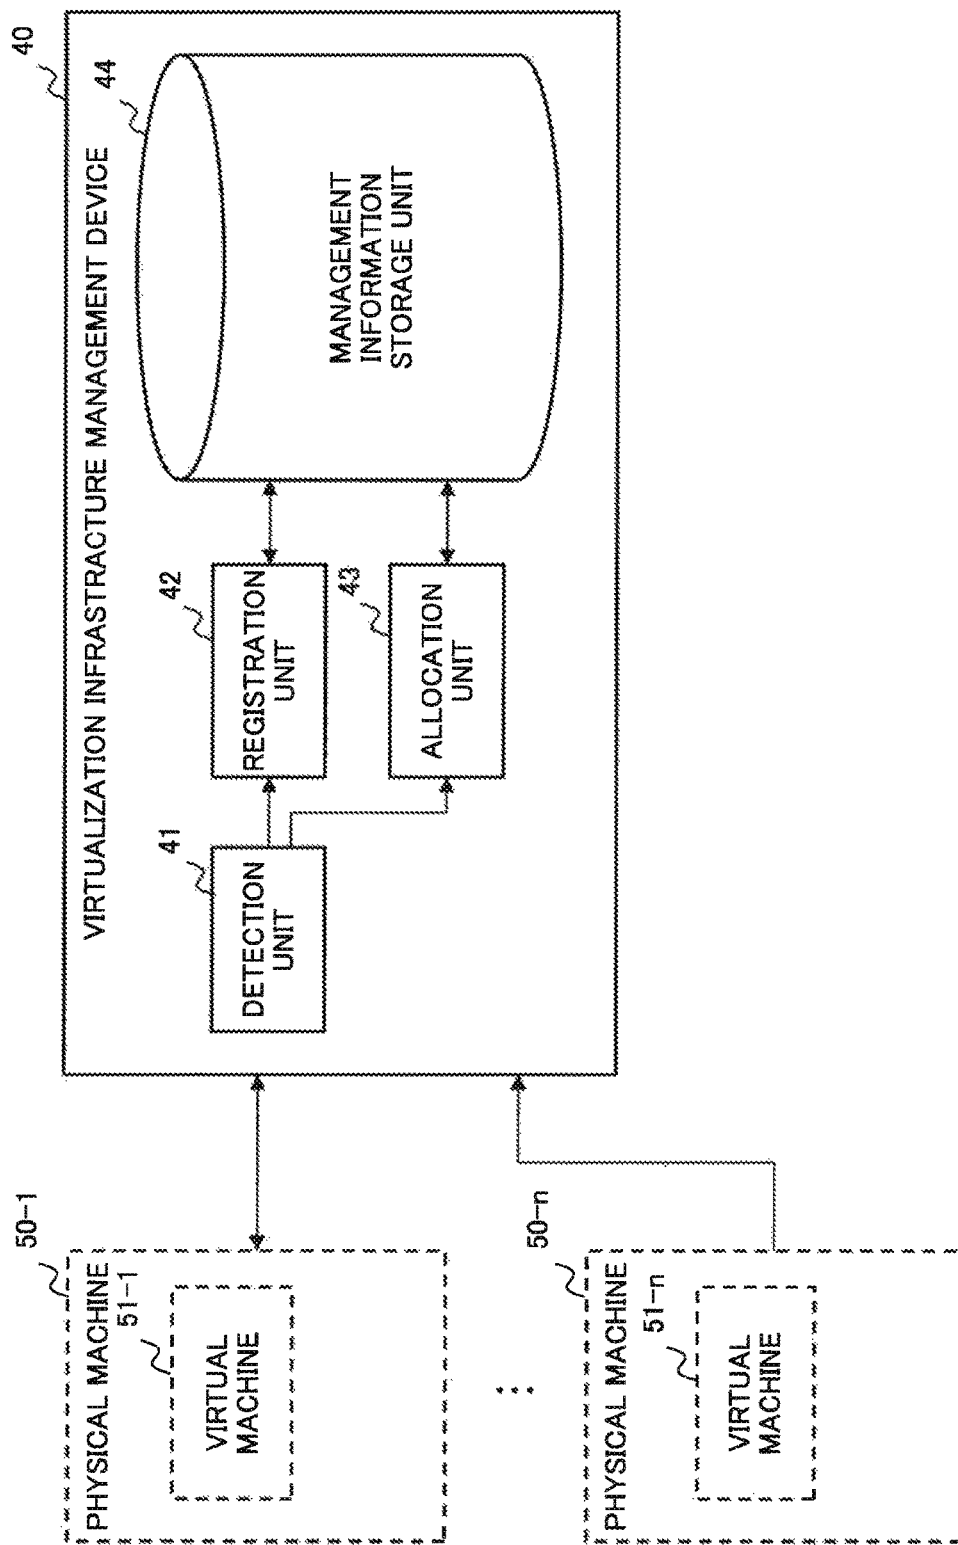 40
VIRTUALIZATION INFRASTRACTURE MANAGEMENT DEVICE
44
MANAGEMENT
INFORMATION
STORAGE UNIT
41
DETECTION
UNIT
42
REGISTRATION
UNIT
43
ALLOCATION
UNIT
50-1
PHYSICAL MACHINE
51-1
VIRTUAL
MACHINE
50-n
PHYSICAL MACHINE
51-n
VIRTUAL
MACHINE